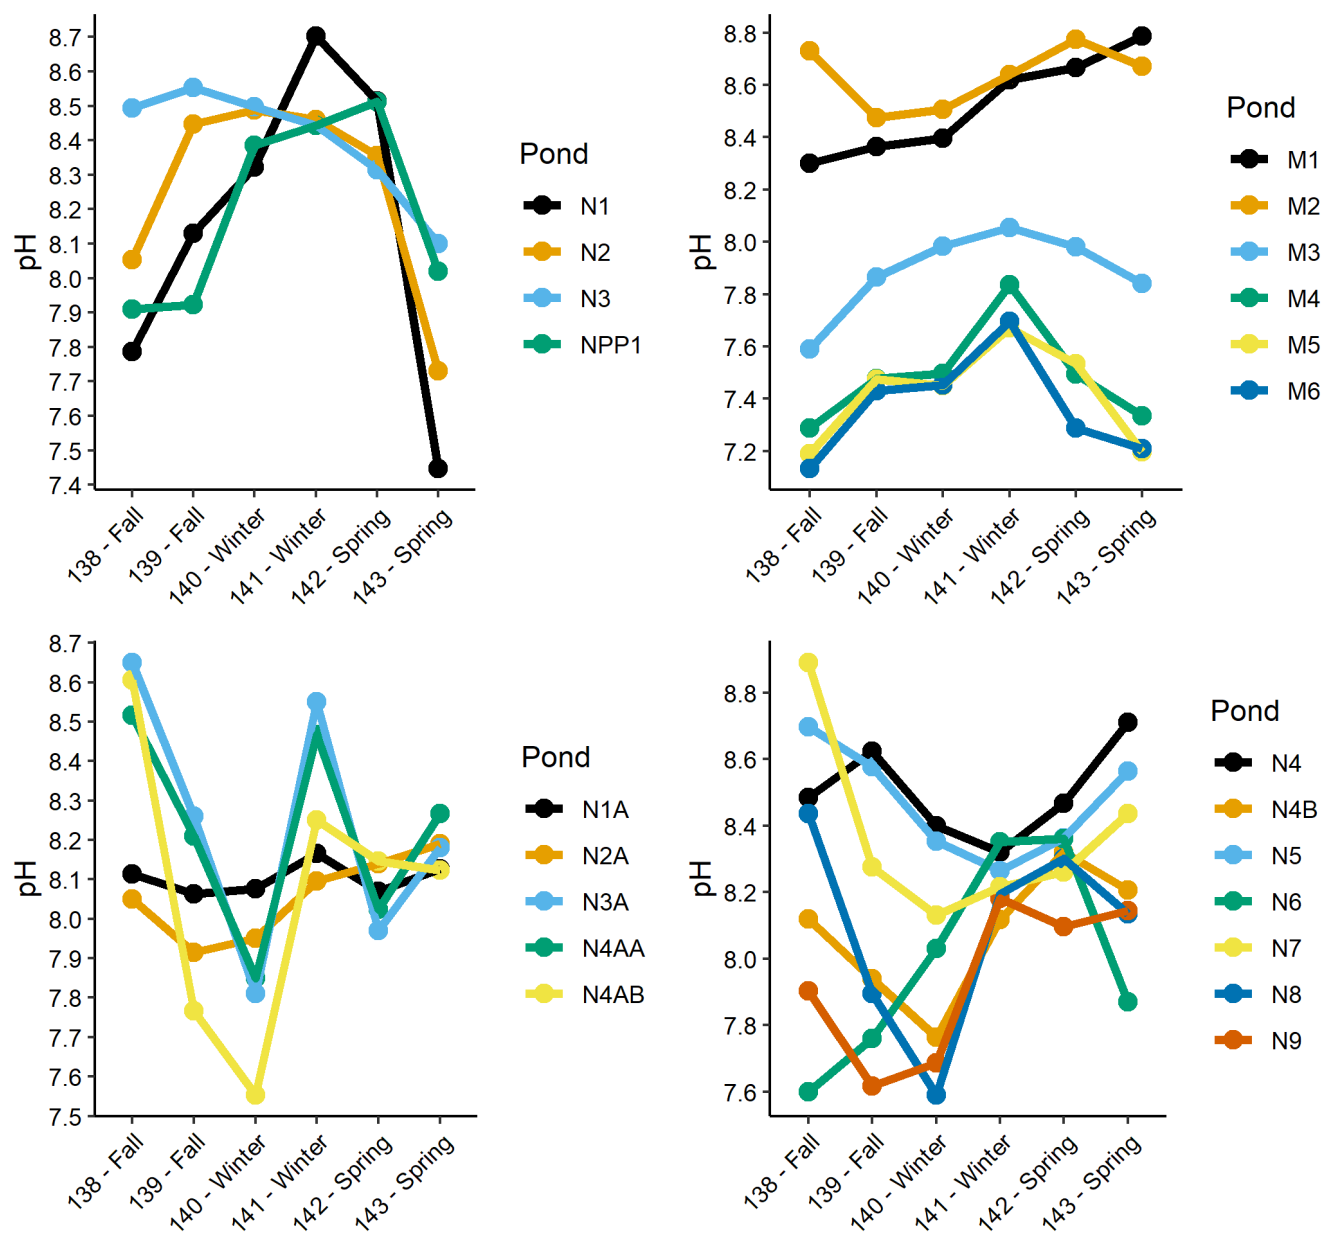 8.7
8.6
8.5
8.4
8.3
8.2
8.1
8.0
7.9
7.8
7.7
7.6
7.5
7.4
pH
138 - Fall
139 - Fall
140 - Winter
141 - Winter
142 - Spring
143 - Spring
Pond
N1
N2
N3
NPP1
8.8
8.6
8.4
8.2
8.0
7.8
7.6
7.4
7.2
pH
138 - Fall
139 - Fall
140 - Winter
141 - Winter
142 - Spring
143 - Spring
Pond
M1
M2
M3
M4
M5
M6
8.7
8.6
8.5
8.4
8.3
8.2
8.1
8.0
7.9
7.8
7.7
7.6
7.5
pH
138 - Fall
139 - Fall
140 - Winter
141 - Winter
142 - Spring
143 - Spring
Pond
N1A
N2A
N3A
N4AA
N4AB
8.8
8.6
8.4
8.2
8.0
7.8
7.6
pH
138 - Fall
139 - Fall
140 - Winter
141 - Winter
142 - Spring
143 - Spring
Pond
N4
N4B
N5
N6
N7
N8
N9